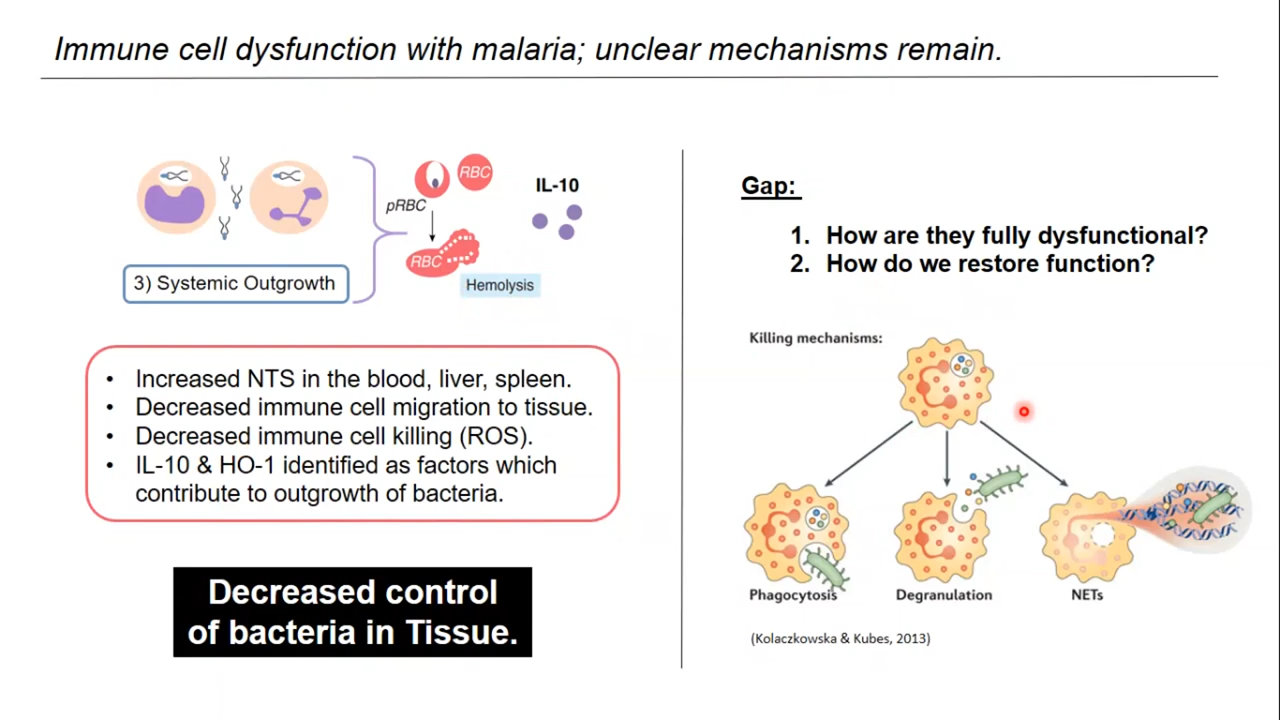 Immune cell dysfunction with malaria; unclear mechanisms remain.
RBC
pRBC
IL-10
RBC
3) Systemic Outgrowth
Hemolysis
• Increased NTS in the blood, liver, spleen.
• Decreased immune cell migration to tissue.
• Decreased immune cell killing (ROS).
• IL-10 & HO-1 identified as factors which
contribute to outgrowth of bacteria.
Decreased control
of bacteria in Tissue.
Gap:
1. How are they fully dysfunctional?
2. How do we restore function?
Killing mechanisms:
Phagocytosis
Degranulation
NETs
(Kolaczkowska & Kubes, 2013)